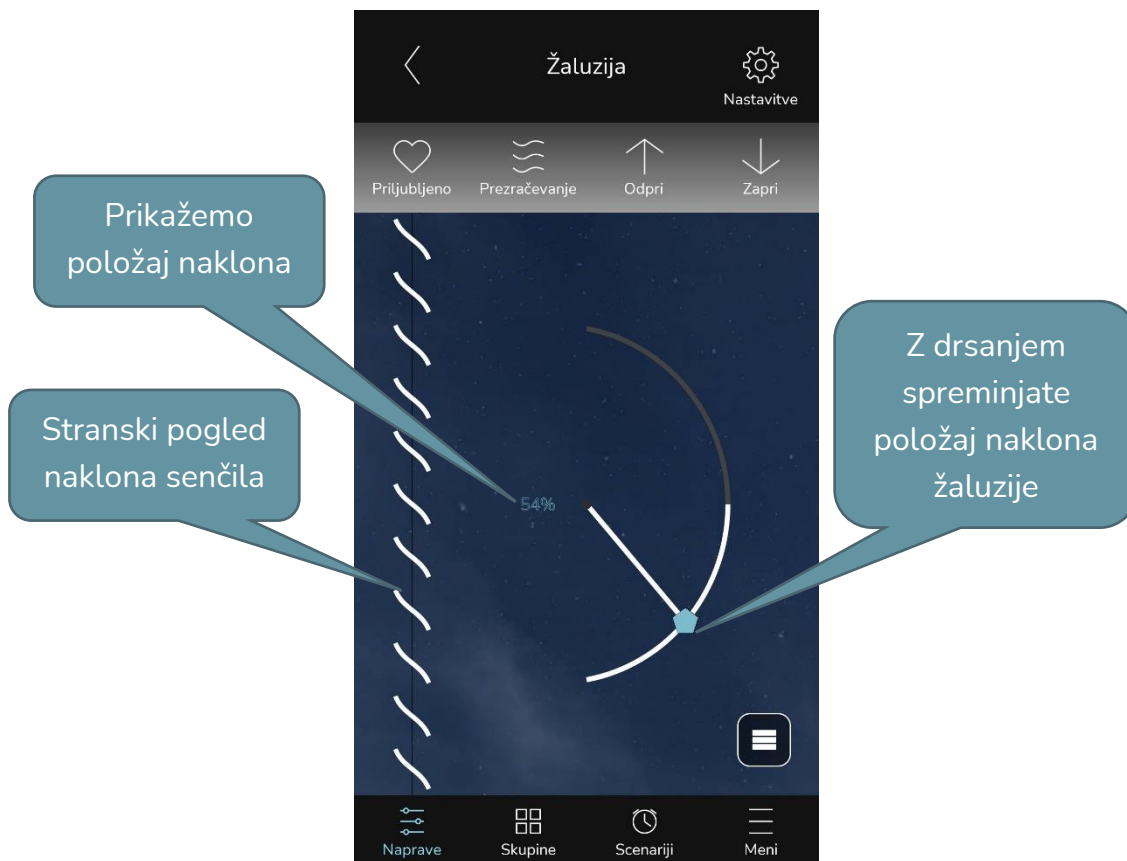 Žaluzija
Nastavitve
Priljubljeno
Prezračevanje
Odpri
Zapri
Prikažemo
položaj naklona
Stranski pogled
naklona senčila
54%
Z drsanjem
spreminjate
položaj naklona
žaluzije
Naprave
Skupine
Scenariji
Meni